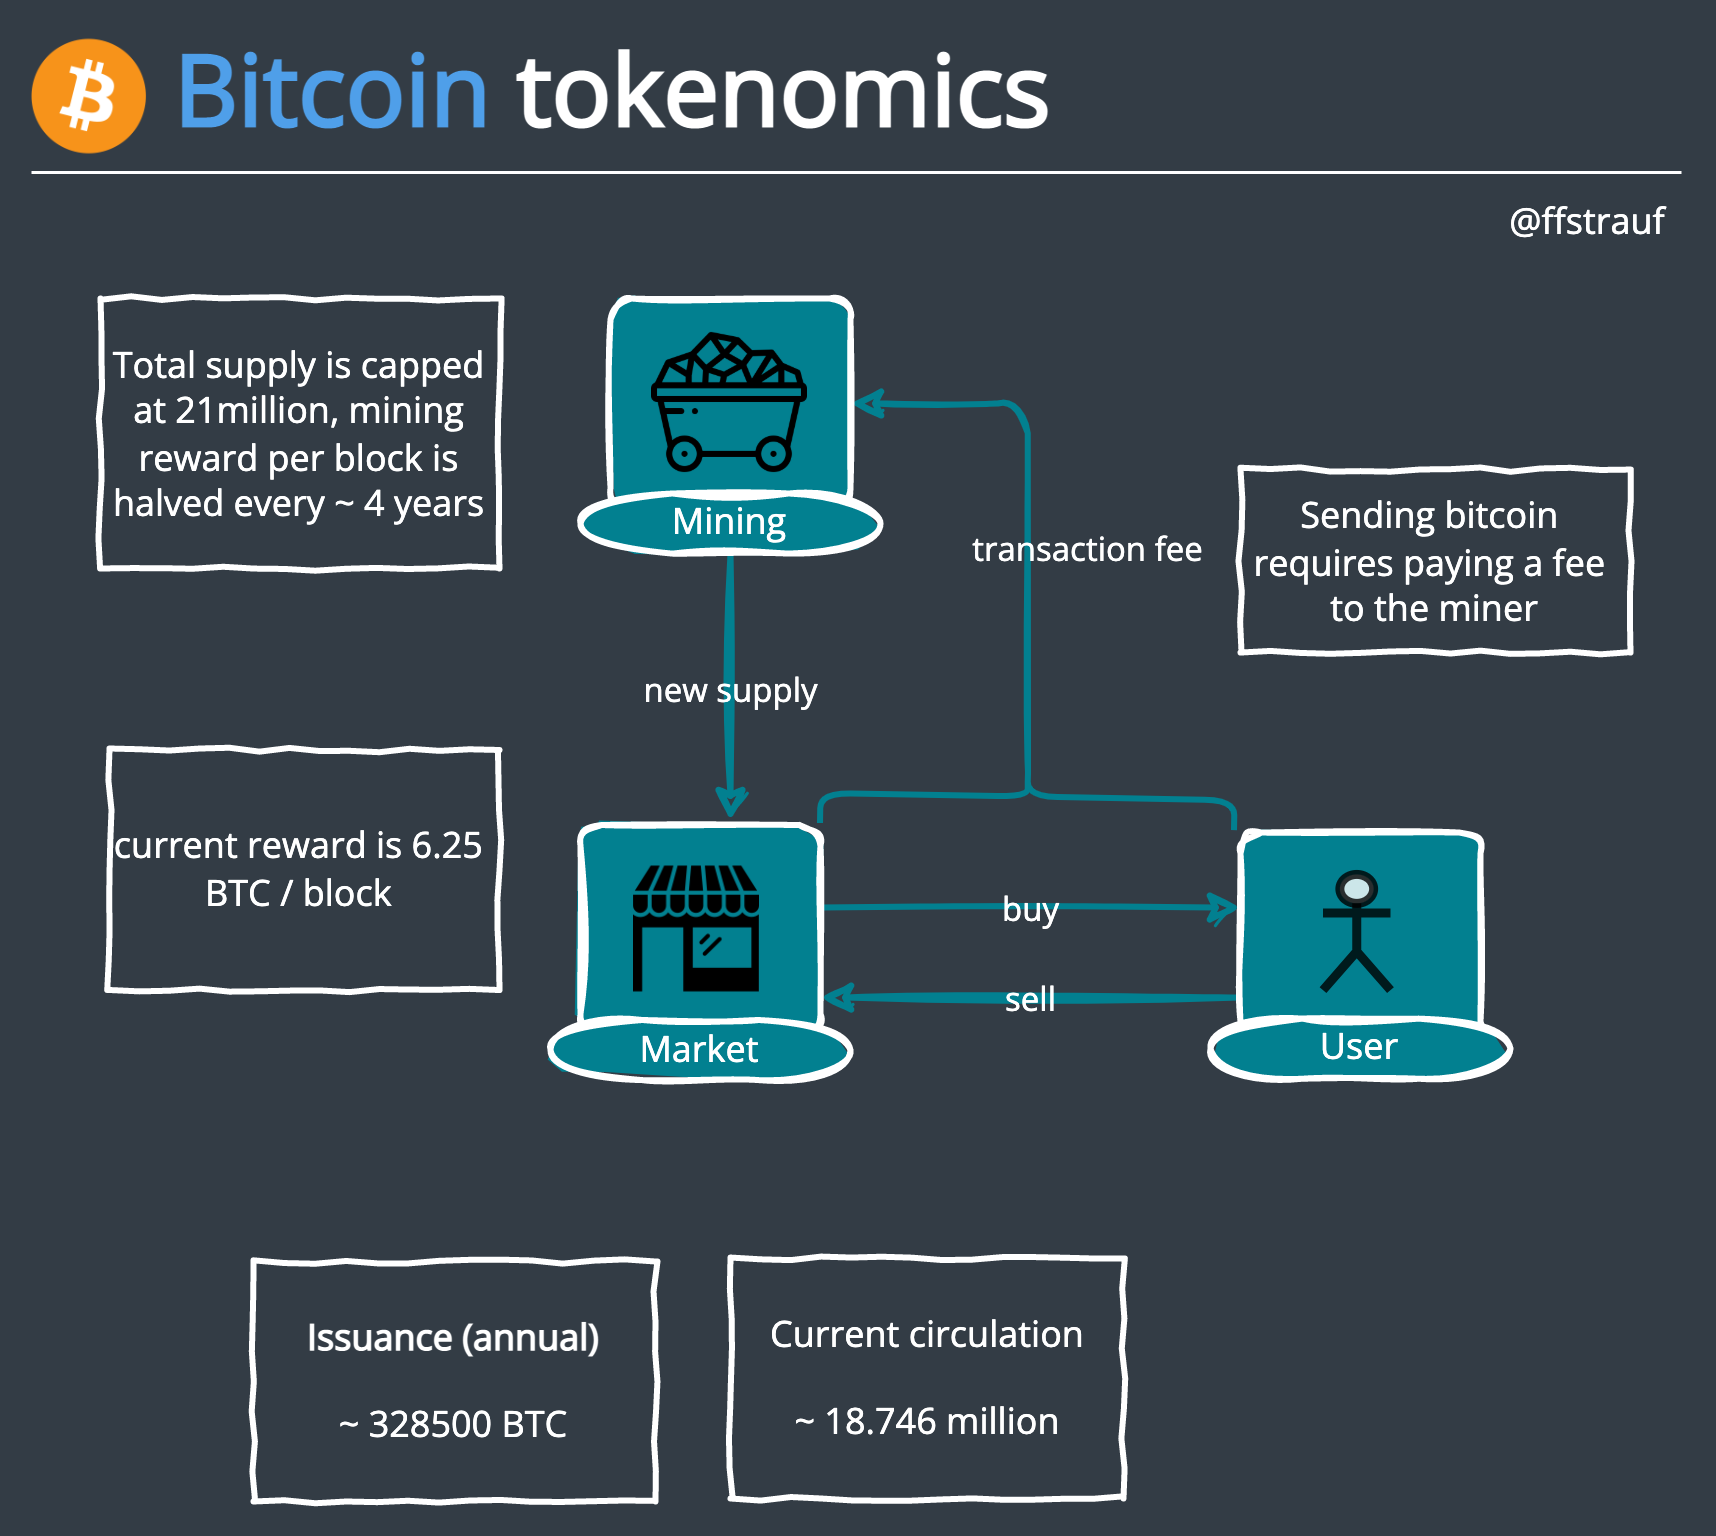 Bitcoin tokenomics
@ffstrauf
Total supply is capped
at 21million, mining
reward per block is
halved every ~ 4 years
Mining
transaction fee
Sending bitcoin
requires paying a fee
to the miner
new supply
current reward is 6.25
BTC / block
buy
sell
Market
User
Issuance (annual)
~ 328500 BTC
Current circulation
~ 18.746 million